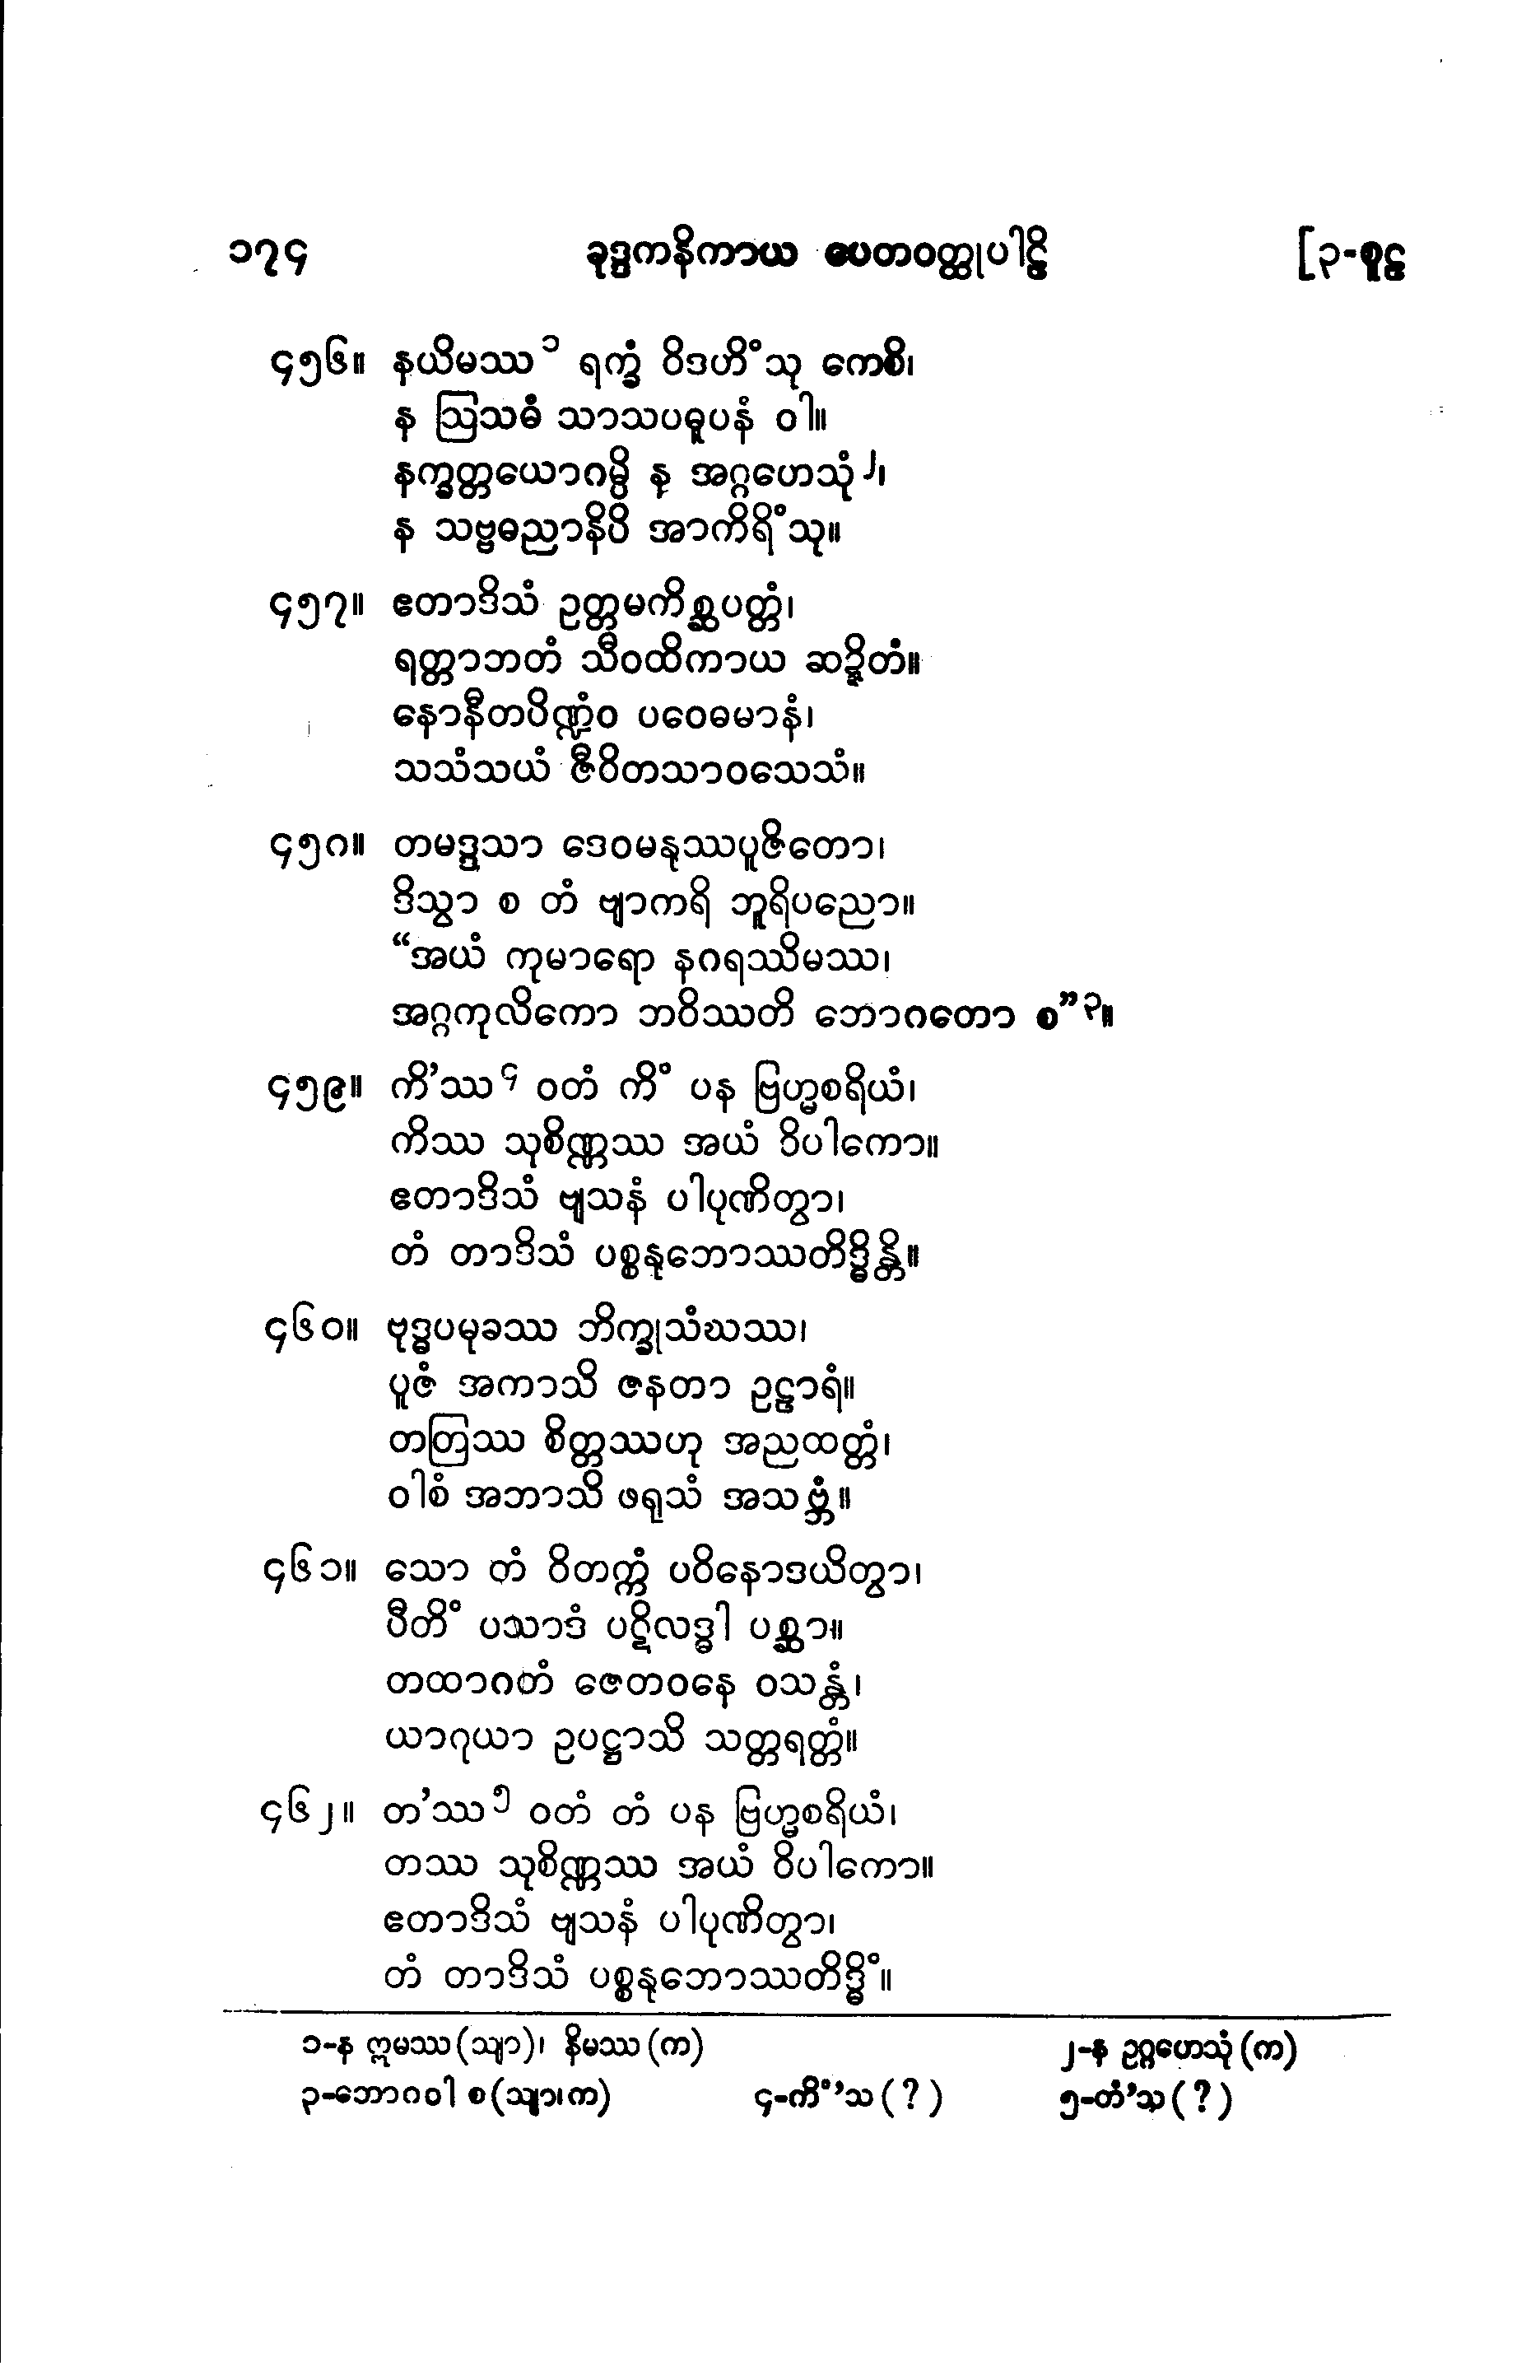 ၁၇၄ ခုဒ္ဒကနိကာယ ပေတဝတ္ထုပါဠိ [၃-စူဠ
၄၅၆။ နယိမဿ ၁ ရက္ခံ ဝိဒဟိံသု ကေစိ၊
န ဩသဓံ သာသပဓူပနံ ဝါ။
နက္ခတ္တယောဂမ္ပိ န အဂ္ဂဟေသုံ ၂၊
န သဗ္ဗဓညာနိပိ အာကိရိံသု။
၄၅၇။ ဧတာဒိသံ ဥတ္တမကိစ္ဆပတ္တံ၊
ရတ္တာဘတံ သီဝထိကာယ ဆဍ္ဍိတံ။
နောနီတပိဏ္ဍံဝ ပဝေဓမာနံ၊
သသံသယံ ဇီဝိတသာဝသေသံ။
၄၅၈။ တမဒ္ဒသာ ဒေဝမနုဿပူဇိတော၊
ဒိသွာ စ တံ ဗျာကရိ ဘူရိပညော။
“အယံ ကုမာရော နဂရဿိမဿ၊
အဂ္ဂကုလိကော ဘဝိဿတိ ဘောဂတော စ” ၃။
၄၅၉။ ကိ’ဿ ၄ ဝတံ ကိံ ပန ဗြဟ္မစရိယံ၊
ကိဿ သုစိဏ္ဏဿ အယံ ဝိပါကော။
ဧတာဒိသံ ဗျသနံ ပါပုဏိတွာ၊
တံ တာဒိသံ ပစ္စနုဘောဿတိဒ္ဓိန္တိ။
၄၆၀။ ဗုဒ္ဓပမုခဿ ဘိက္ခုသံဃဿ၊
ပူဇံ အကာသိ ဇနတာ ဥဠာရံ။
တတြဿ စိတ္တဿဟု အညထတ္တံ၊
ဝါစံ အဘာသိ ဖရုသံ အသဗ္ဘံ။
၄၆၁။ သော တံ ဝိတက္ကံ ပဝိနောဒယိတွာ၊
ပီတိံ ပသာဒံ ပဋိလဒ္ဓါ ပစ္ဆာ။
တထာဂတံ ဇေတဝနေ ဝသန္တံ၊
ယာဂုယာ ဥပဋ္ဌာသိ သတ္တရတ္တံ။
၄၆၂။ တ’ဿ ၅ ဝတံ တံ ပန ဗြဟ္မစရိယံ၊
တဿ သုစိဏ္ဏဿ အယံ ဝိပါကော။
ဧတာဒိသံ ဗျသနံ ပါပုဏိတွာ၊
တံ တာဒိသံ ပစ္စနုဘောဿတိဒ္ဓိံ။
၁-န ဣမဿ (သျာ)၊ နိမဿ (က) ၂-န ဥဂ္ဂဟေသုံ (က)
၃-ဘောဂဝါ စ (သျာ၊က) ၄-ကိံ’သ (?) ၅-တံ’သ (?)